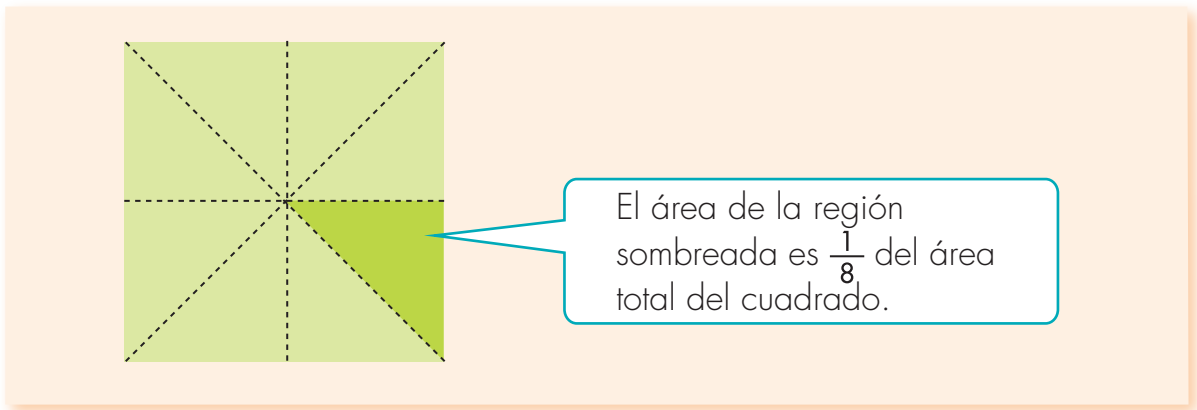 El área de la región
sombreada es 1/8 del área
total del cuadrado.